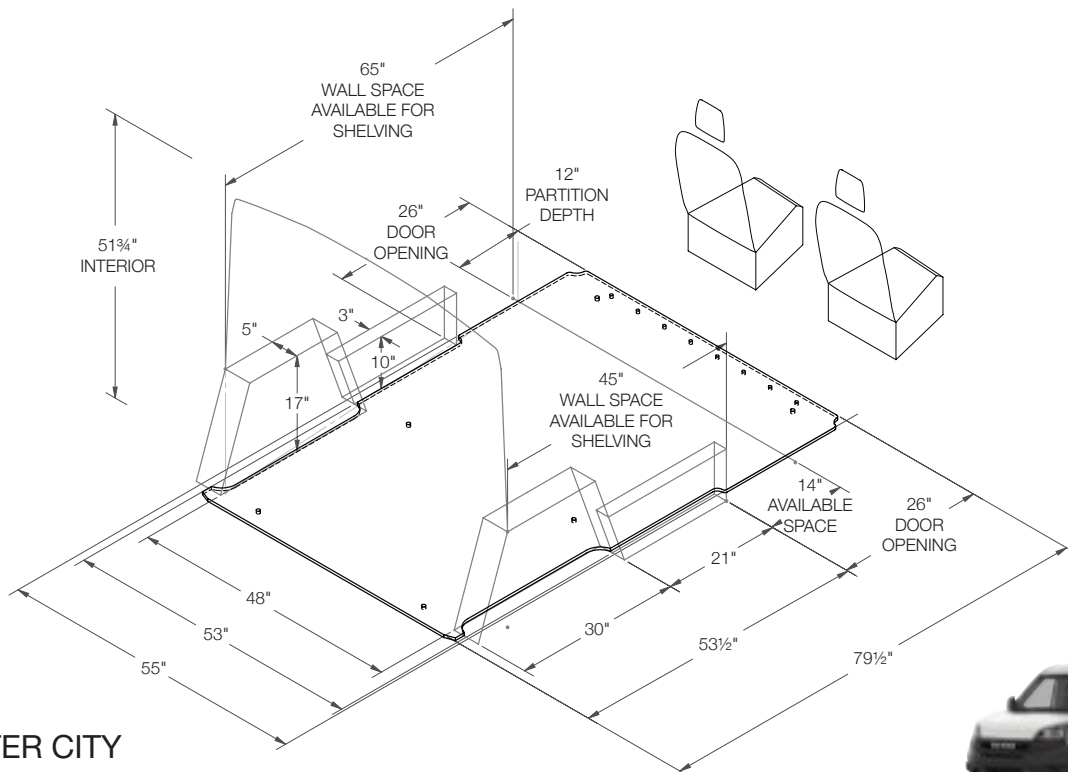 65"
WALL SPACE
AVAILABLE FOR
SHELVING
12"
PARTITION
DEPTH
26"
DOOR
OPENING
51¾"
INTERIOR
5"
3"
10"
17"
45"
WALL SPACE
AVAILABLE FOR
SHELVING
14"
AVAILABLE
SPACE
26"
DOOR
OPENING
21"
48"
30"
53"
53½"
55"
79½"
TER CITY